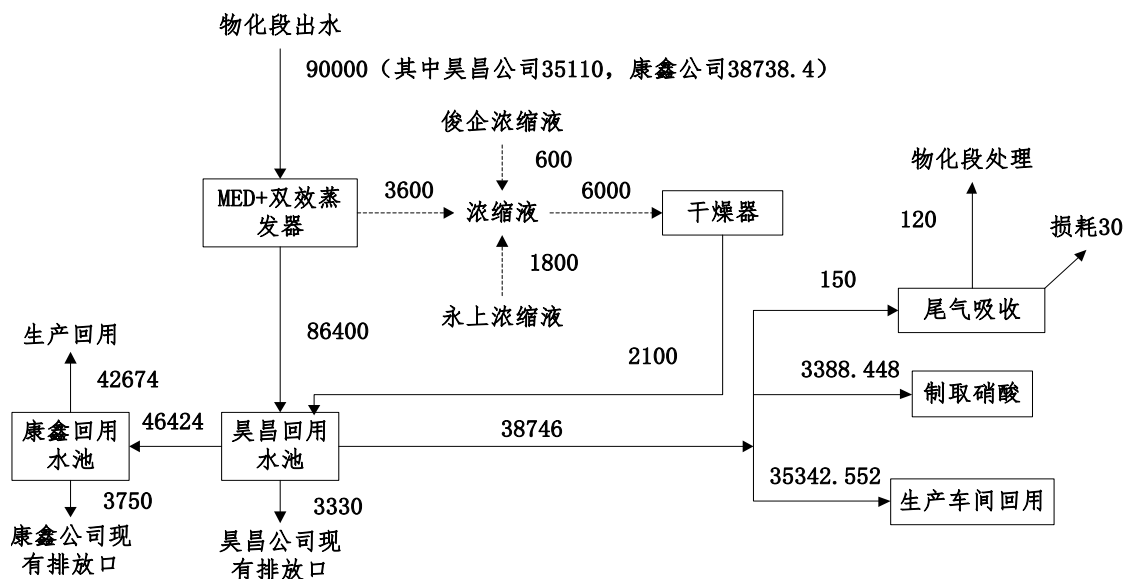 物化段出水
90000（其中昊昌公司35110，康鑫公司38738.4）
俊企浓缩液
600
物化段处理
MED+双效蒸
发器
3600
浓缩液
6000
干燥器
120
损耗30
1800
永上浓缩液
150
尾气吸收
生产回用
86400
2100
42674
3388.448
制取硝酸
康鑫回用
水池
46424
昊昌回用
水池
38746
35342.552
生产车间回用
3750
3330
康鑫公司现
有排放口
昊昌公司现
有排放口